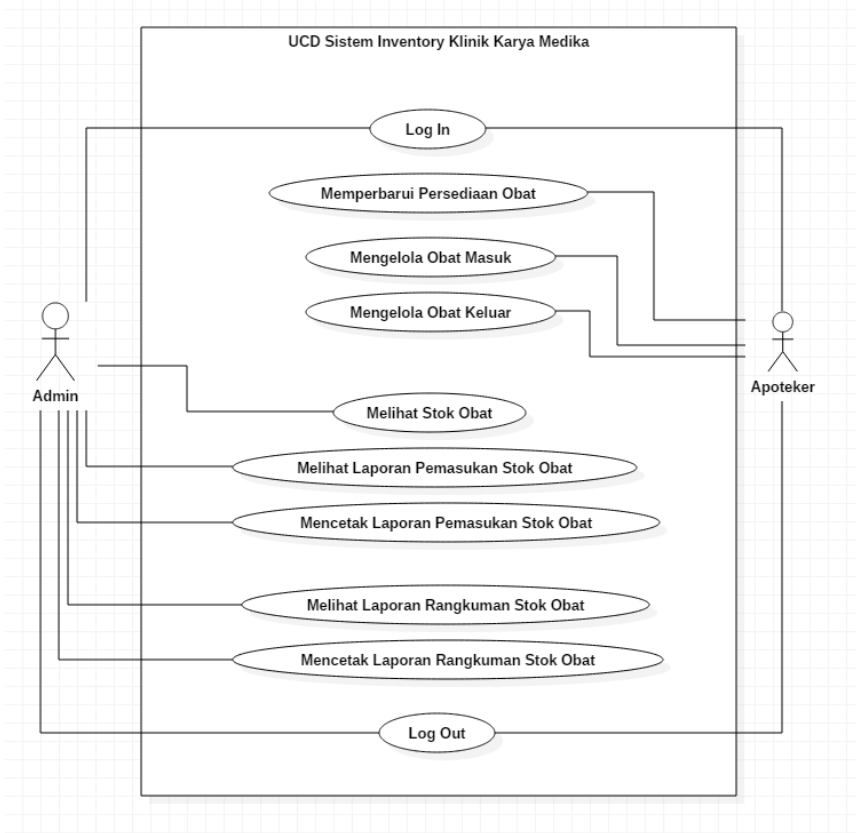 UCD Sistem Inventory Klinik Karya Medika
Log In
Memperbarui Persediaan Obat
Mengelola Obat Masuk
Mengelola Obat Keluar
Admin
Apoteker
Melihat Stok Obat
Melihat Laporan Pemasukan Stok Obat
Mencetak Laporan Pemasukan Stok Obat
Melihat Laporan Rangkuman Stok Obat
Mencetak Laporan Rangkuman Stok Obat
Log Out